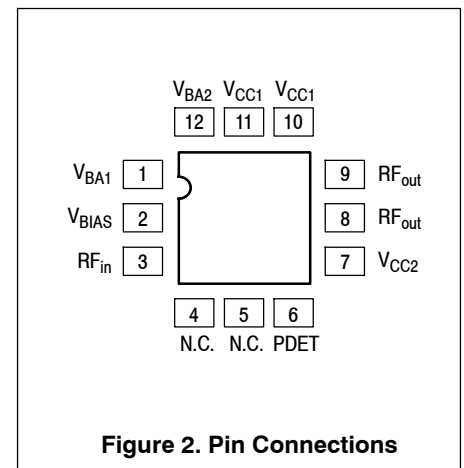 VBA2 VCC1 VCC1
12 11 10
VBA1 1 9 RFout
VBIAS 2 8 RFout
RFin 3 7 VCC2
4 5 6
N.C. N.C. PDET
Figure 2. Pin Connections